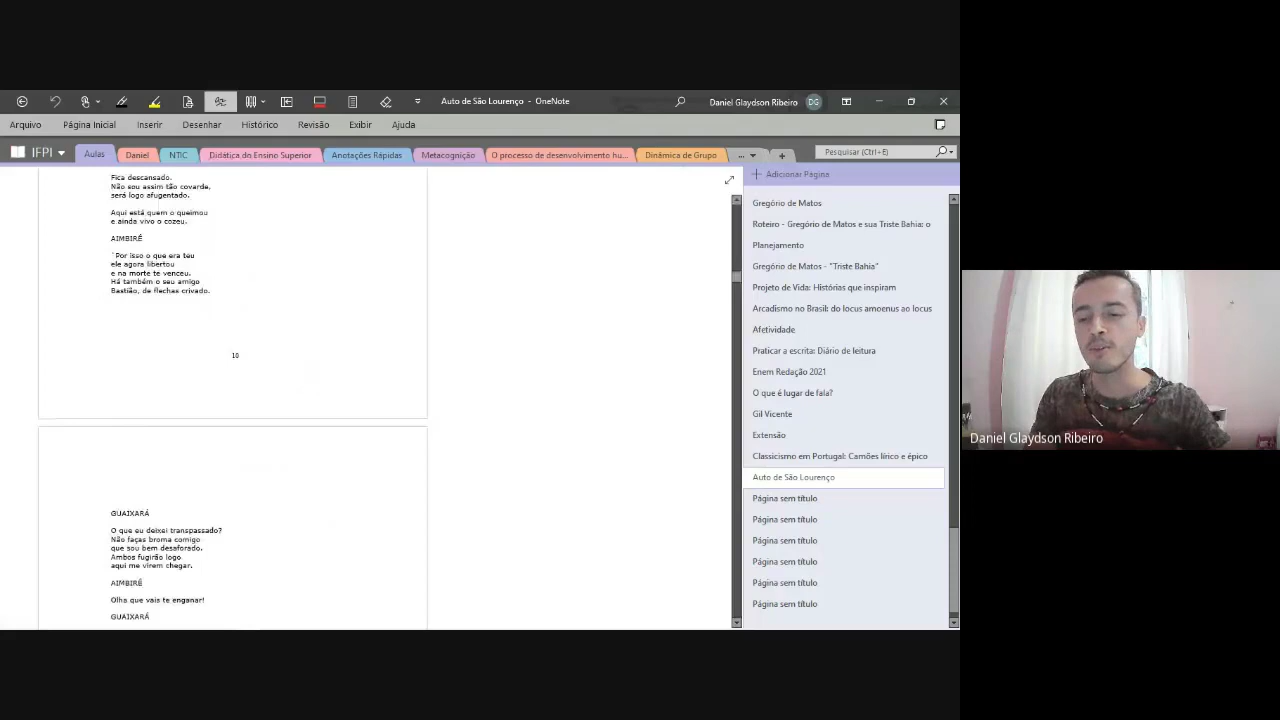 Auto de São Lourenço - OneNote
Daniel Glaydson Ribeiro
DG
Arquivo
Página Inicial
Inserir
Desenhar
Histórico
Revisão
Exibir
Ajuda
IFPI
Aulas
Daniel
NTIC
Didática do Ensino Superior
Anotações Rápidas
Metacognição
O processo de desenvolvimento hu...
Dinâmica de Grupo
...
Pesquisar (Ctrl+E)
Fica descansado.
Não sou assim tão covarde,
será logo afugentado.
Aqui está quem o queimou
e ainda vivo o cozeu.
AIMBIRÊ
`Por isso o que era teu
ele agora libertou
e na morte te venceu.
Há também o seu amigo
Bastião, de flechas crivado.
10
GUAIXARÁ
O que eu deixei transpassado?
Não faças broma comigo
que sou bem desaforado.
Ambos fugirão logo
aqui me virem chegar.
AIMBIRÊ
Olha que vais te enganar!
GUAIXARÁ
Adicionar Página
Gregório de Matos
Roteiro - Gregório de Matos e sua Triste Bahia: o
Planejamento
Gregório de Matos - "Triste Bahia"
Projeto de Vida: Histórias que inspiram
Arcadismo no Brasil: do locus amoenus ao locus
Afetividade
Praticar a escrita: Diário de leitura
Enem Redação 2021
O que é lugar de fala?
Gil Vicente
Extensão
Classicismo em Portugal: Camões lírico e épico
Auto de São Lourenço
Página sem título
Página sem título
Página sem título
Página sem título
Página sem título
Página sem título
Daniel Glaydson Ribeiro